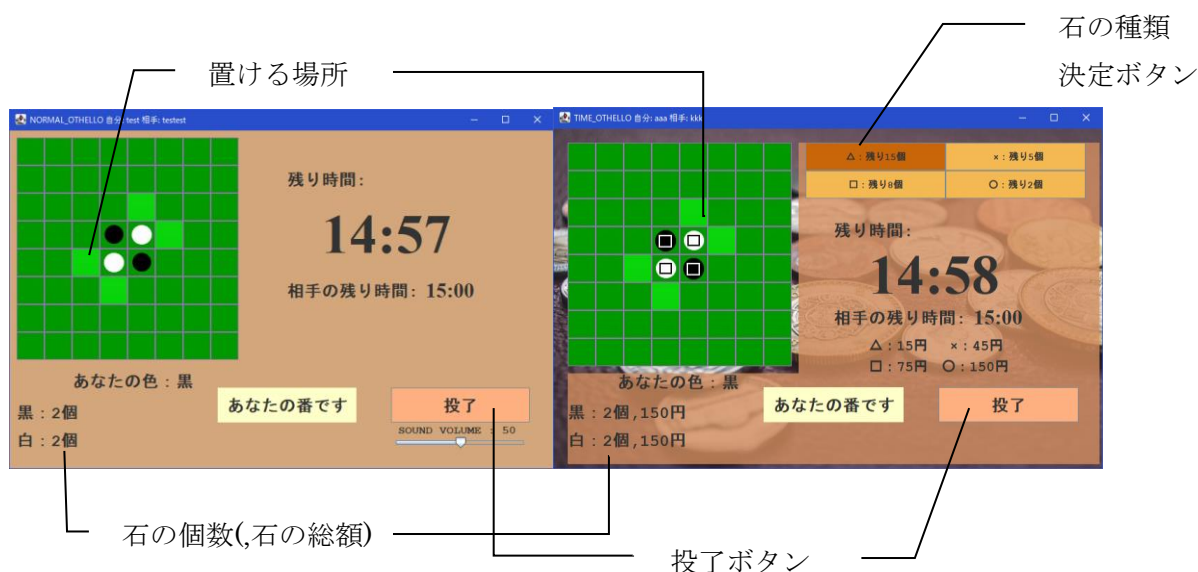 石の種類
決定ボタン
置ける場所
NORMAL_OTHELLO 自分: test 相手: testest
残り時間:
14:57
相手の残り時間: 15:00
あなたの色：黒
黒：2個
白：2個
あなたの番です
投了
SOUND VOLUME : 50
TIME_OTHELLO 自分: aaa 相手: kkk
△：残り15個
×：残り5個
□：残り8個
○：残り2個
残り時間:
14:58
相手の残り時間: 15:00
△：15円 ×：45円
□：75円 ○：150円
あなたの色：黒
黒：2個,150円
白：2個,150円
あなたの番です
投了
石の個数(,石の総額)
投了ボタン